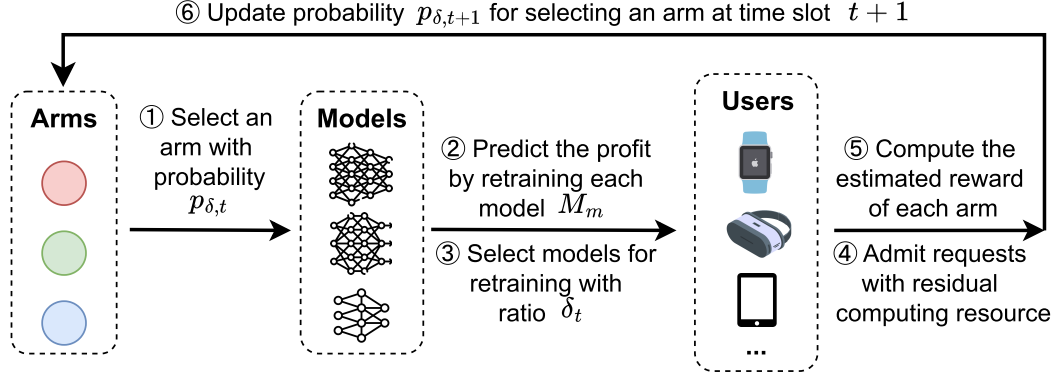 ⑥ Update probability p_{δ,t+1} for selecting an arm at time slot t + 1
Arms
① Select an
arm with
probability
p_{δ,t}
Models
② Predict the profit
by retraining each
model M_m
③ Select models for
retraining with
ratio δ_t
Users
...
⑤ Compute the
estimated reward
of each arm
④ Admit requests
with residual
computing resource